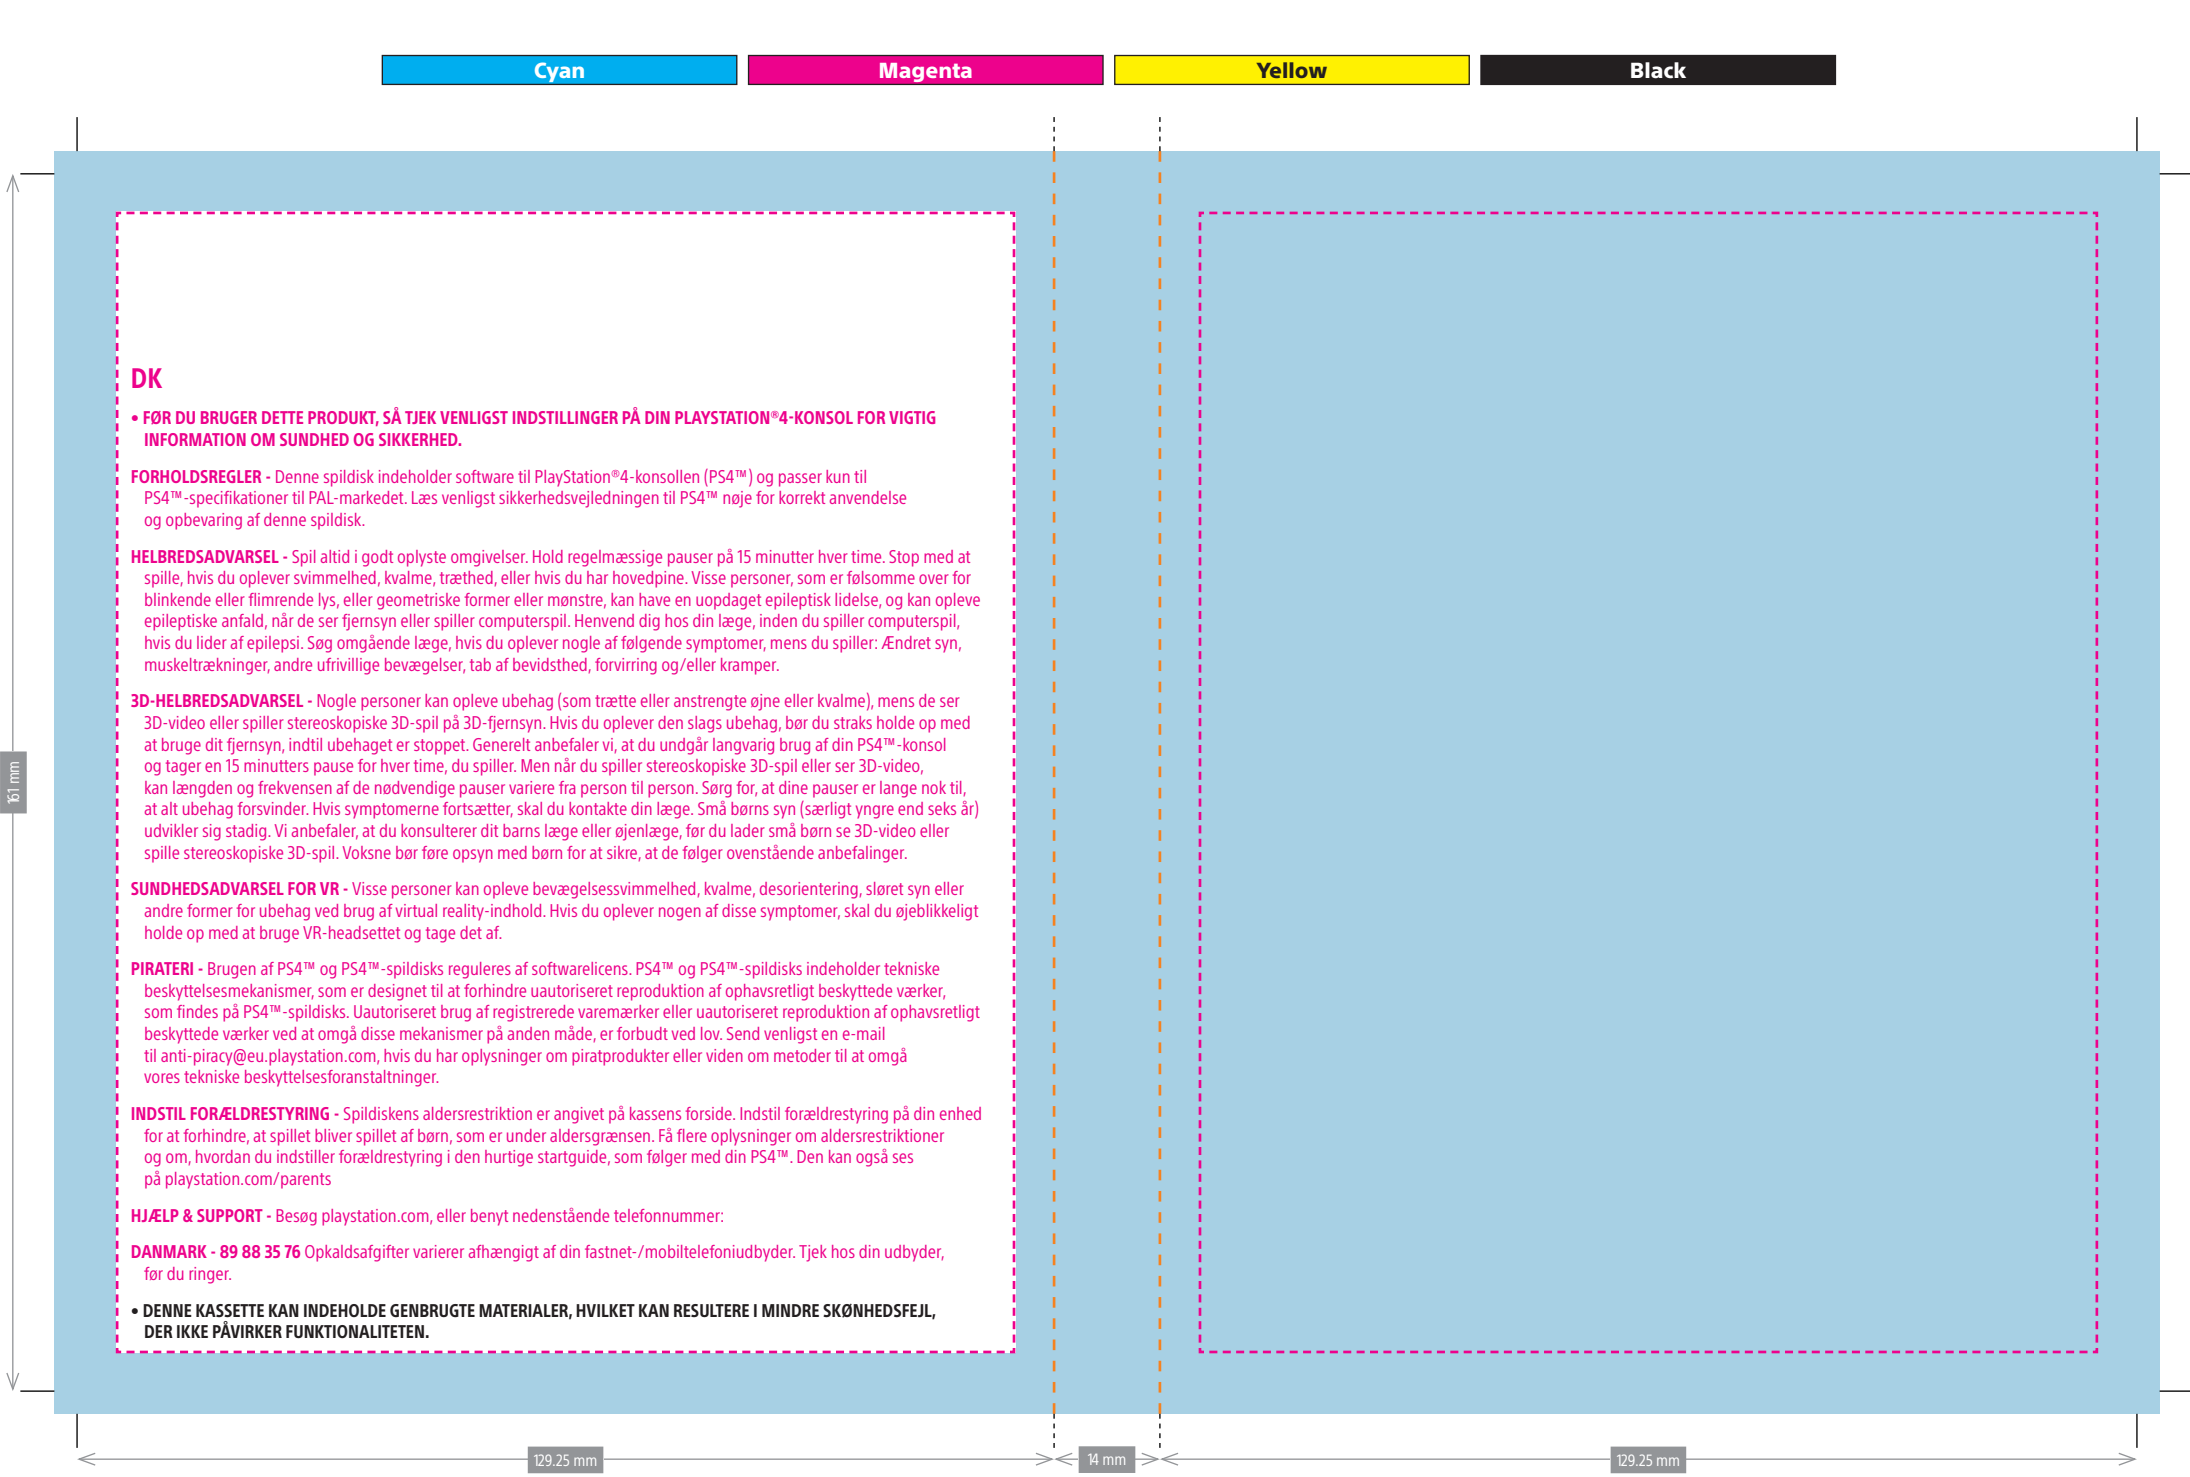 Cyan
Magenta
Yellow
Black
DK
• FØR DU BRUGER DETTE PRODUKT, SÅ TJEK VENLIGST INDSTILLINGER PÅ DIN PLAYSTATION®4-KONSOL FOR VIGTIG
INFORMATION OM SUNDHED OG SIKKERHED.
FORHOLDSREGLER - Denne spildisk indeholder software til PlayStation®4-konsollen (PS4™) og passer kun til
PS4™-specifikationer til PAL-markedet. Læs venligst sikkerhedsvejledningen til PS4™ nøje for korrekt anvendelse
og opbevaring af denne spildisk.
HELBREDSADVARSEL - Spil altid i godt oplyste omgivelser. Hold regelmæssige pauser på 15 minutter hver time. Stop med at
spille, hvis du oplever svimmelhed, kvalme, træthed, eller hvis du har hovedpine. Visse personer, som er følsomme over for
blinkende eller flimrende lys, eller geometriske former eller mønstre, kan have en uopdaget epileptisk lidelse, og kan opleve
epileptiske anfald, når de ser fjernsyn eller spiller computerspil. Henvend dig hos din læge, inden du spiller computerspil,
hvis du lider af epilepsi. Søg omgående læge, hvis du oplever nogle af følgende symptomer, mens du spiller: Ændret syn,
muskeltrækninger, andre ufrivillige bevægelser, tab af bevidsthed, forvirring og/eller kramper.
3D-HELBREDSADVARSEL - Nogle personer kan opleve ubehag (som trætte eller anstrengte øjne eller kvalme), mens de ser
3D-video eller spiller stereoskopiske 3D-spil på 3D-fjernsyn. Hvis du oplever den slags ubehag, bør du straks holde op med
at bruge dit fjernsyn, indtil ubehaget er stoppet. Generelt anbefaler vi, at du undgår langvarig brug af din PS4™-konsol
og tager en 15 minutters pause for hver time, du spiller. Men når du spiller stereoskopiske 3D-spil eller ser 3D-video,
kan længden og frekvensen af de nødvendige pauser variere fra person til person. Sørg for, at dine pauser er lange nok til,
at alt ubehag forsvinder. Hvis symptomerne fortsætter, skal du kontakte din læge. Små børns syn (særligt yngre end seks år)
udvikler sig stadig. Vi anbefaler, at du konsulterer dit barns læge eller øjenlæge, før du lader små børn se 3D-video eller
spille stereoskopiske 3D-spil. Voksne bør føre opsyn med børn for at sikre, at de følger ovenstående anbefalinger.
SUNDHEDSADVARSEL FOR VR - Visse personer kan opleve bevægelsessvimmelhed, kvalme, desorientering, sløret syn eller
andre former for ubehag ved brug af virtual reality-indhold. Hvis du oplever nogen af disse symptomer, skal du øjeblikkeligt
holde op med at bruge VR-headsettet og tage det af.
PIRATERI - Brugen af PS4™ og PS4™-spildisks reguleres af softwarelicens. PS4™ og PS4™-spildisks indeholder tekniske
beskyttelsesmekanismer, som er designet til at forhindre uautoriseret reproduktion af ophavsretligt beskyttede værker,
som findes på PS4™-spildisks. Uautoriseret brug af registrerede varemærker eller uautoriseret reproduktion af ophavsretligt
beskyttede værker ved at omgå disse mekanismer på anden måde, er forbudt ved lov. Send venligst en e-mail
til anti-piracy@eu.playstation.com, hvis du har oplysninger om piratprodukter eller viden om metoder til at omgå
vores tekniske beskyttelsesforanstaltninger.
INDSTIL FORÆLDRESTYRING - Spildiskens aldersrestriktion er angivet på kassens forside. Indstil forældrestyring på din enhed
for at forhindre, at spillet bliver spillet af børn, som er under aldersgrænsen. Få flere oplysninger om aldersrestriktioner
og om, hvordan du indstiller forældrestyring i den hurtige startguide, som følger med din PS4™. Den kan også ses
på playstation.com/parents
HJÆLP & SUPPORT - Besøg playstation.com, eller benyt nedenstående telefonnummer:
DANMARK - 89 88 35 76 Opkaldsafgifter varierer afhængigt af din fastnet-/mobiltelefoniudbyder. Tjek hos din udbyder,
før du ringer.
• DENNE KASSETTE KAN INDEHOLDE GENBRUGTE MATERIALER, HVILKET KAN RESULTERE I MINDRE SKØNHEDSFEJL,
DER IKKE PÅVIRKER FUNKTIONALITETEN.
161 mm
129.25 mm
14 mm
129.25 mm